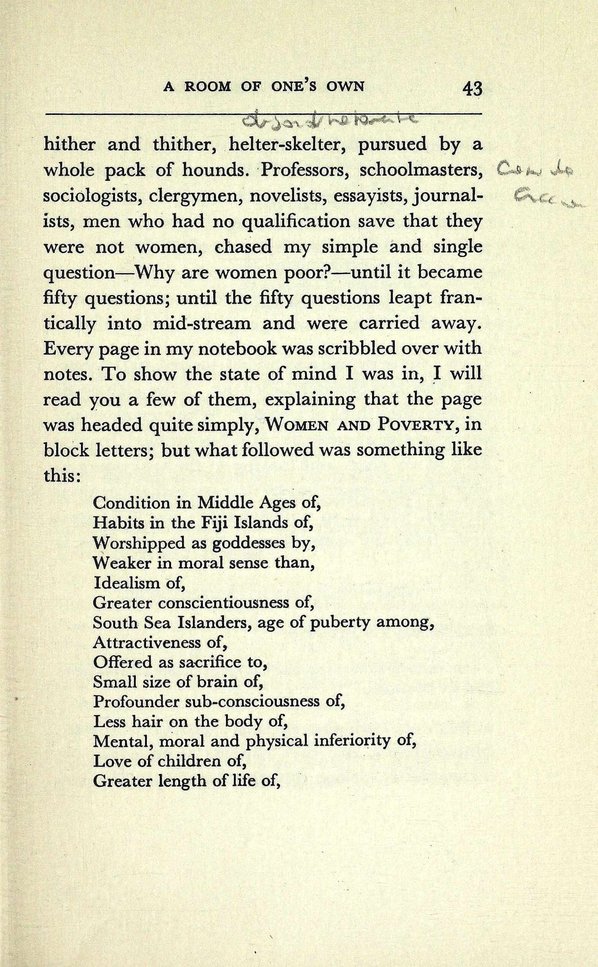 A ROOM OF ONE'S OWN 43
hither and thither, helter-skelter, pursued by a
whole pack of hounds. Professors, schoolmasters,
sociologists, clergymen, novelists, essayists, journal-
ists, men who had no qualification save that they
were not women, chased my simple and single
question—Why are women poor?—until it became
fifty questions; until the fifty questions leapt fran-
tically into mid-stream and were carried away.
Every page in my notebook was scribbled over with
notes. To show the state of mind I was in, I will
read you a few of them, explaining that the page
was headed quite simply, WOMEN AND POVERTY, in
block letters; but what followed was something like
this:
Condition in Middle Ages of,
Habits in the Fiji Islands of,
Worshipped as goddesses by,
Weaker in moral sense than,
Idealism of,
Greater conscientiousness of,
South Sea Islanders, age of puberty among,
Attractiveness of,
Offered as sacrifice to,
Small size of brain of,
Profounder sub-consciousness of,
Less hair on the body of,
Mental, moral and physical inferiority of,
Love of children of,
Greater length of life of,